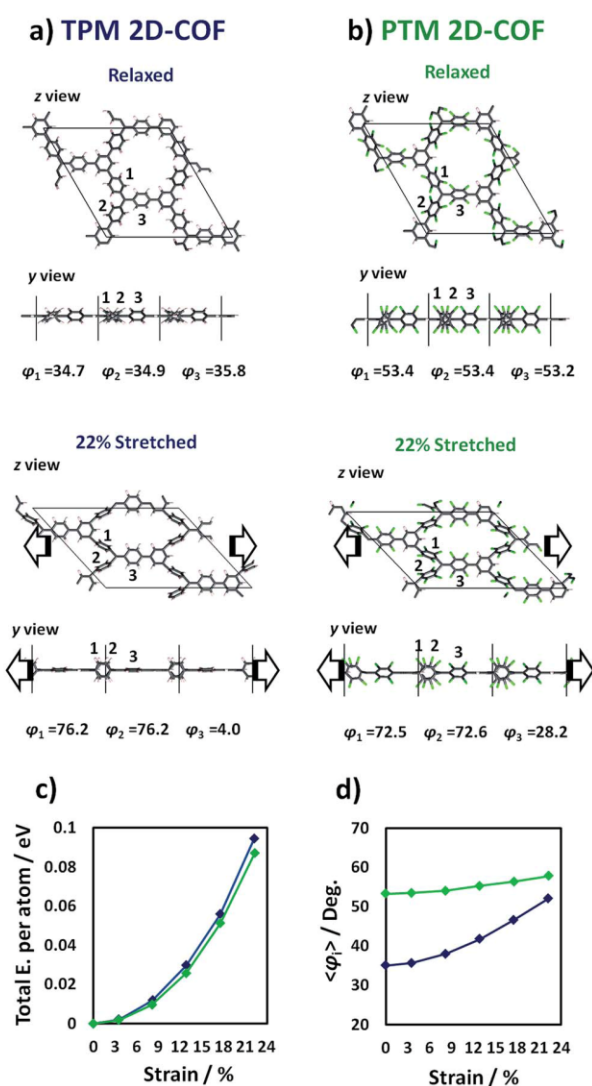 a) TPM 2D-COF
Relaxed
z view
1
2
3
y view
1 2 3
φ1 =34.7 φ2 =34.9 φ3 =35.8
22% Stretched
z view
1
2
3
y view
1 2
3
φ1 =76.2 φ2 =76.2 φ3 =4.0
b) PTM 2D-COF
Relaxed
z view
1
2
3
y view
1 2 3
φ1 =53.4 φ2 =53.4 φ3 =53.2
22% Stretched
z view
1
2
3
y view
1 2 3
φ1 =72.5 φ2 =72.6 φ3 =28.2
c)
Total E. per atom / eV
0.1
0.08
0.06
0.04
0.02
0
0 3 6 9 12 15 18 21 24
Strain / %
d)
<φi> / Deg.
70
60
50
40
30
20
0 3 6 9 12 15 18 21 24
Strain / %